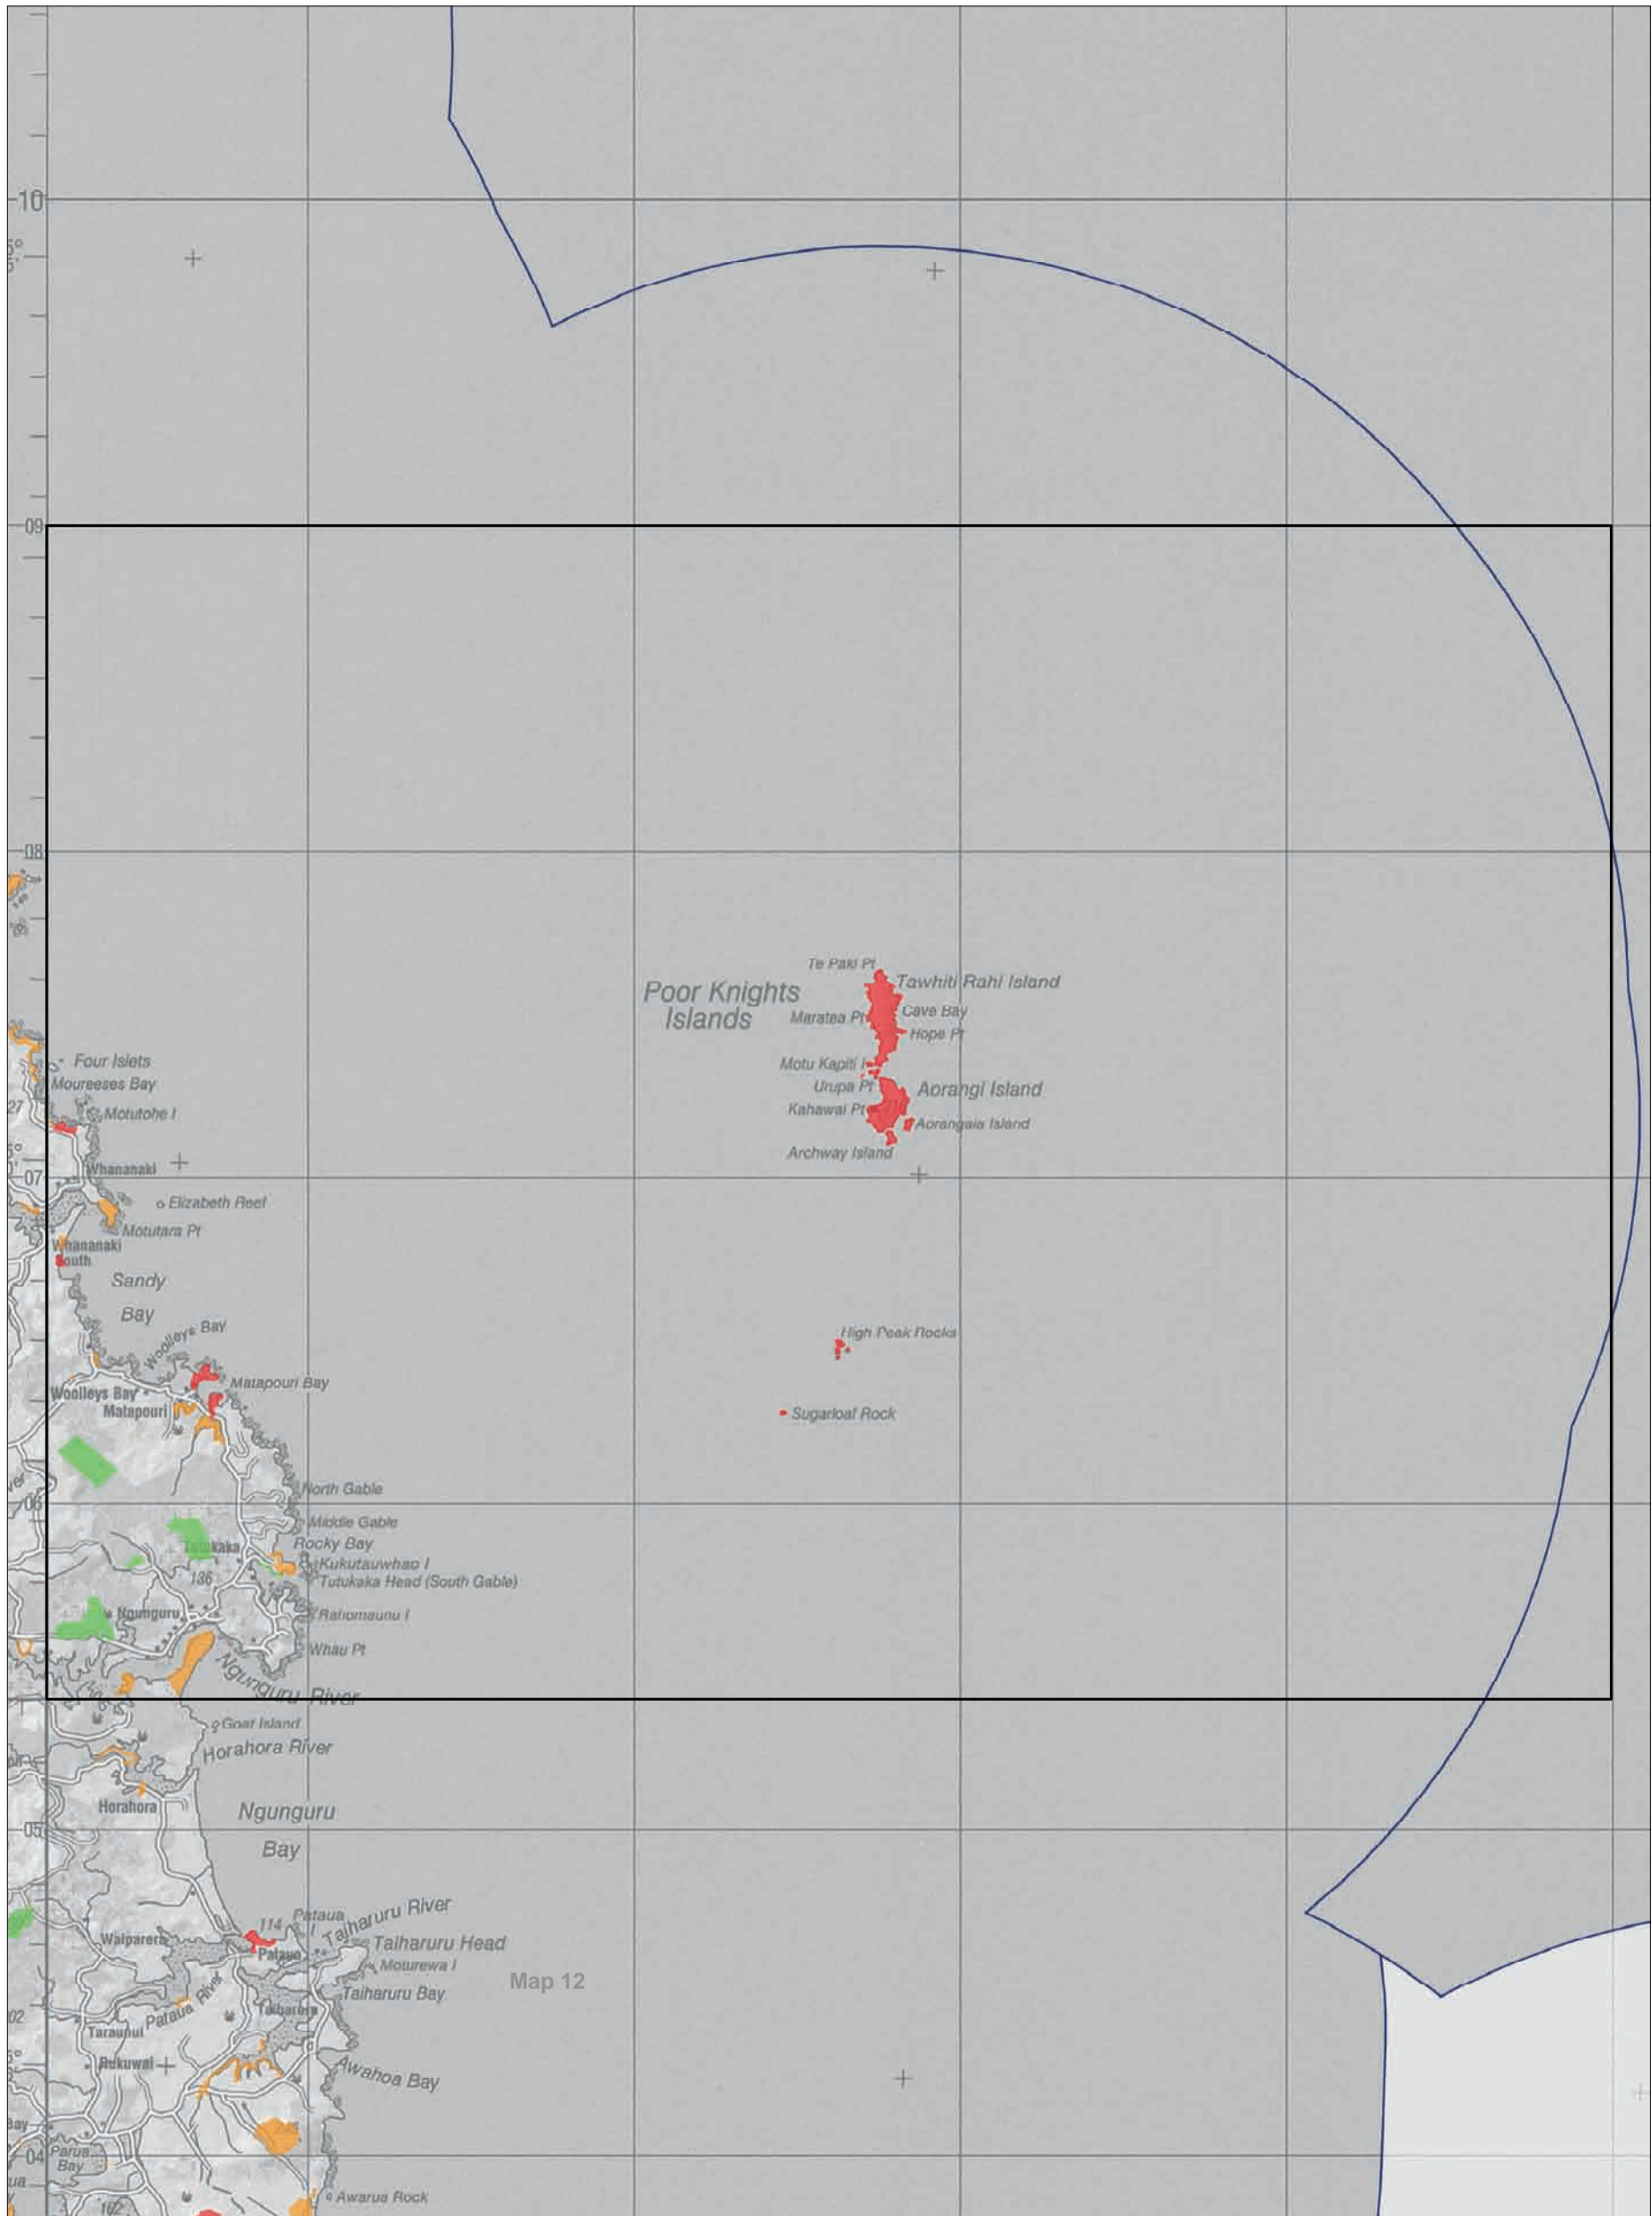 10
09
08
Te Paki Pt
Tawhiti Rahi Island
Poor Knights
Islands
Cave Bay
Maratea Pt
Hope Pt
Four Islets
Motu Kapiti I
Moureeses Bay
Urupa Pt
Aorangi Island
27
Motutohe I
Kahawai Pt
Aorangaia Island
Archway Island
Whananaki
07
Elizabeth Reef
Motutara Pt
Whananaki
South
Sandy
Bay
Woolleys Bay
High Peak Rocks
Matapouri Bay
Woolleys Bay
Matapouri
Sugarloaf Rock
North Gable
06
Middle Gable
Rocky Bay
Tutukaka
Kukutauwhao I
136
Tutukaka Head (South Gable)
Ngunguru
Rahomaunu I
Whau Pt
Ngunguru River
Goat Island
Horahora River
Horahora
Ngunguru
05
Bay
114
Pataua
I
Taiharuru River
Waiparera
Pataua
Taiharuru Head
Moturewa I
Map 12
Taiharuru Bay
Pataua River
Taiharuru
02
Taraunui
Rukuwai
Awahoa Bay
Bay
04
Parua
Bay
Awarua Rock
162